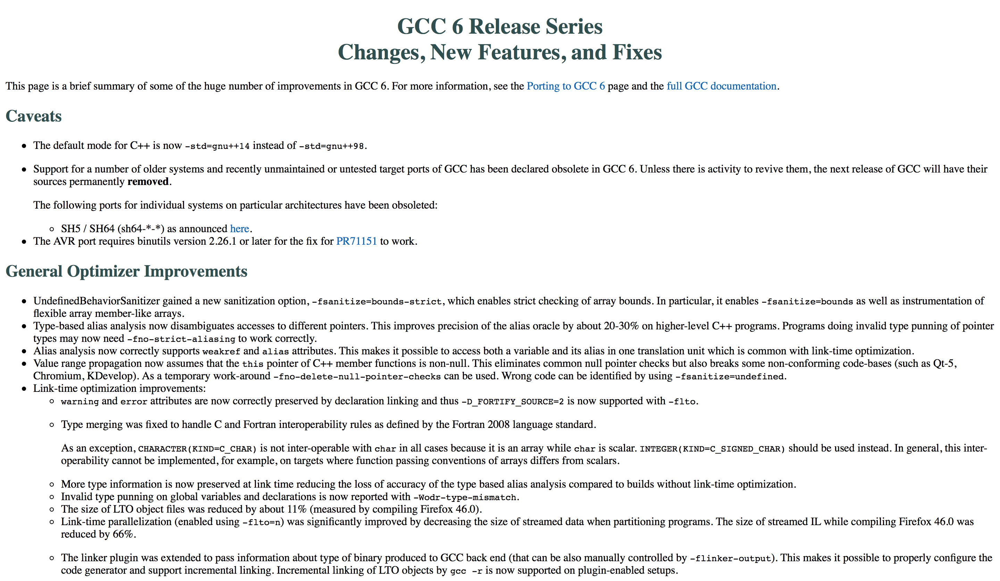 GCC 6 Release Series
Changes, New Features, and Fixes
This page is a brief summary of some of the huge number of improvements in GCC 6. For more information, see the Porting to GCC 6 page and the full GCC documentation.
Caveats
• The default mode for C++ is now -std=gnu++14 instead of -std=gnu++98.
• Support for a number of older systems and recently unmaintained or untested target ports of GCC has been declared obsolete in GCC 6. Unless there is activity to revive them, the next release of GCC will have their
sources permanently removed.
The following ports for individual systems on particular architectures have been obsoleted:
◦ SH5 / SH64 (sh64-*-*) as announced here.
• The AVR port requires binutils version 2.26.1 or later for the fix for PR71151 to work.
General Optimizer Improvements
• UndefinedBehaviorSanitizer gained a new sanitization option, -fsanitize=bounds-strict, which enables strict checking of array bounds. In particular, it enables -fsanitize=bounds as well as instrumentation of
flexible array member-like arrays.
• Type-based alias analysis now disambiguates accesses to different pointers. This improves precision of the alias oracle by about 20-30% on higher-level C++ programs. Programs doing invalid type punning of pointer
types may now need -fno-strict-aliasing to work correctly.
• Alias analysis now correctly supports weakref and alias attributes. This makes it possible to access both a variable and its alias in one translation unit which is common with link-time optimization.
• Value range propagation now assumes that the this pointer of C++ member functions is non-null. This eliminates common null pointer checks but also breaks some non-conforming code-bases (such as Qt-5,
Chromium, KDevelop). As a temporary work-around -fno-delete-null-pointer-checks can be used. Wrong code can be identified by using -fsanitize=undefined.
• Link-time optimization improvements:
◦ warning and error attributes are now correctly preserved by declaration linking and thus -D_FORTIFY_SOURCE=2 is now supported with -flto.
◦ Type merging was fixed to handle C and Fortran interoperability rules as defined by the Fortran 2008 language standard.
As an exception, CHARACTER(KIND=C_CHAR) is not inter-operable with char in all cases because it is an array while char is scalar. INTEGER(KIND=C_SIGNED_CHAR) should be used instead. In general, this inter-
operability cannot be implemented, for example, on targets where function passing conventions of arrays differs from scalars.
◦ More type information is now preserved at link time reducing the loss of accuracy of the type based alias analysis compared to builds without link-time optimization.
◦ Invalid type punning on global variables and declarations is now reported with -Wodr-type-mismatch.
◦ The size of LTO object files was reduced by about 11% (measured by compiling Firefox 46.0).
◦ Link-time parallelization (enabled using -flto=n) was significantly improved by decreasing the size of streamed data when partitioning programs. The size of streamed IL while compiling Firefox 46.0 was
reduced by 66%.
◦ The linker plugin was extended to pass information about type of binary produced to GCC back end (that can be also manually controlled by -flinker-output). This makes it possible to properly configure the
code generator and support incremental linking. Incremental linking of LTO objects by gcc -r is now supported on plugin-enabled setups.